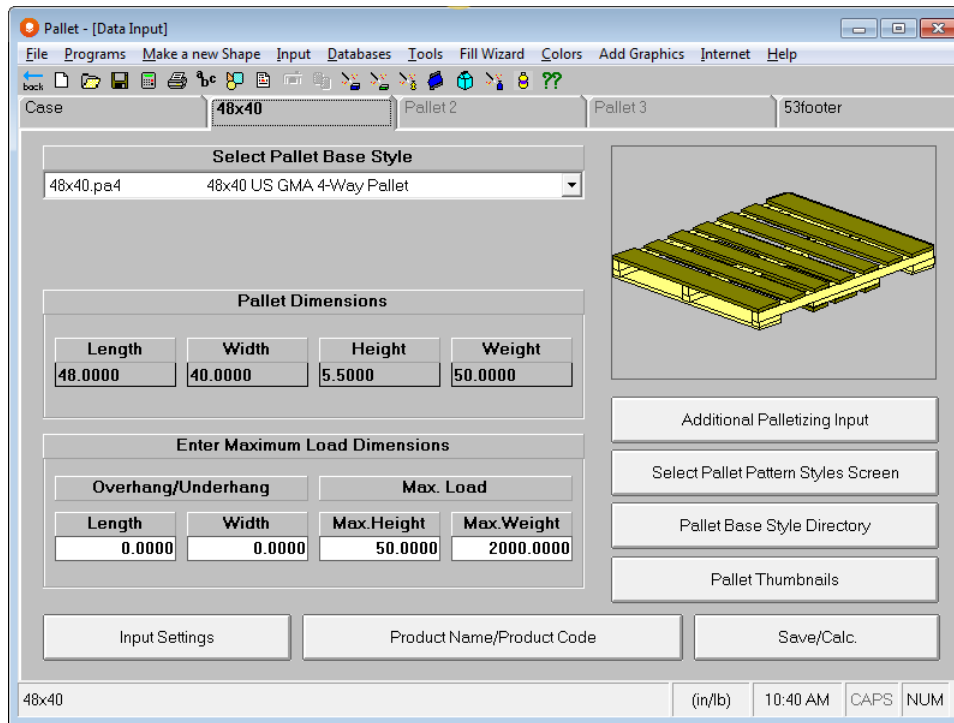 Pallet - [Data Input]
File Programs Make a new Shape Input Databases Tools Fill Wizard Colors Add Graphics Internet Help
back abc ??
Case 48x40 Pallet 2 Pallet 3 53footer
Select Pallet Base Style
48x40.pa4 48x40 US GMA 4-Way Pallet
Pallet Dimensions
Length Width Height Weight
48.0000 40.0000 5.5000 50.0000
Enter Maximum Load Dimensions
Overhang/Underhang Max. Load
Length Width Max.Height Max.Weight
0.0000 0.0000 50.0000 2000.0000
Additional Palletizing Input
Select Pallet Pattern Styles Screen
Pallet Base Style Directory
Pallet Thumbnails
Input Settings Product Name/Product Code Save/Calc.
48x40 (in/lb) 10:40 AM CAPS NUM